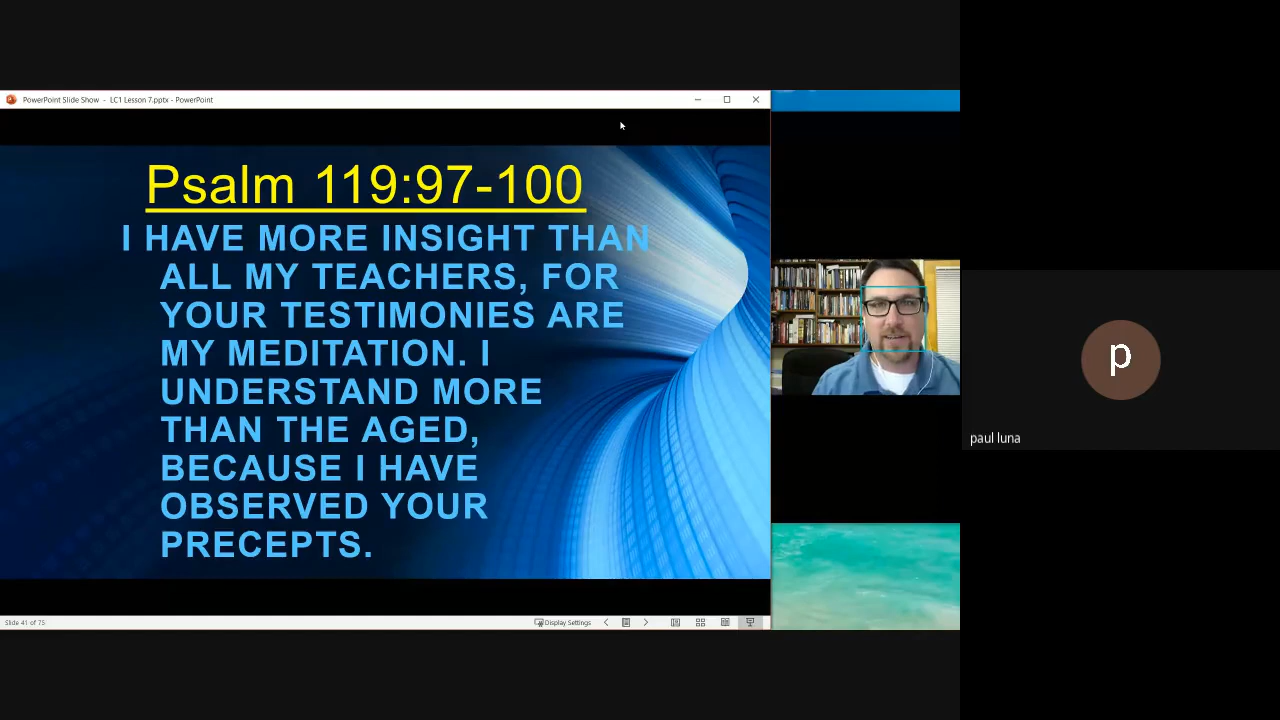 PowerPoint Slide Show - LC1 Lesson 7.pptx - PowerPoint
Psalm 119:97-100
I HAVE MORE INSIGHT THAN
ALL MY TEACHERS, FOR
YOUR TESTIMONIES ARE
MY MEDITATION. I
UNDERSTAND MORE
THAN THE AGED,
BECAUSE I HAVE
OBSERVED YOUR
PRECEPTS.
Slide 41 of 75
Display Settings
p
paul luna